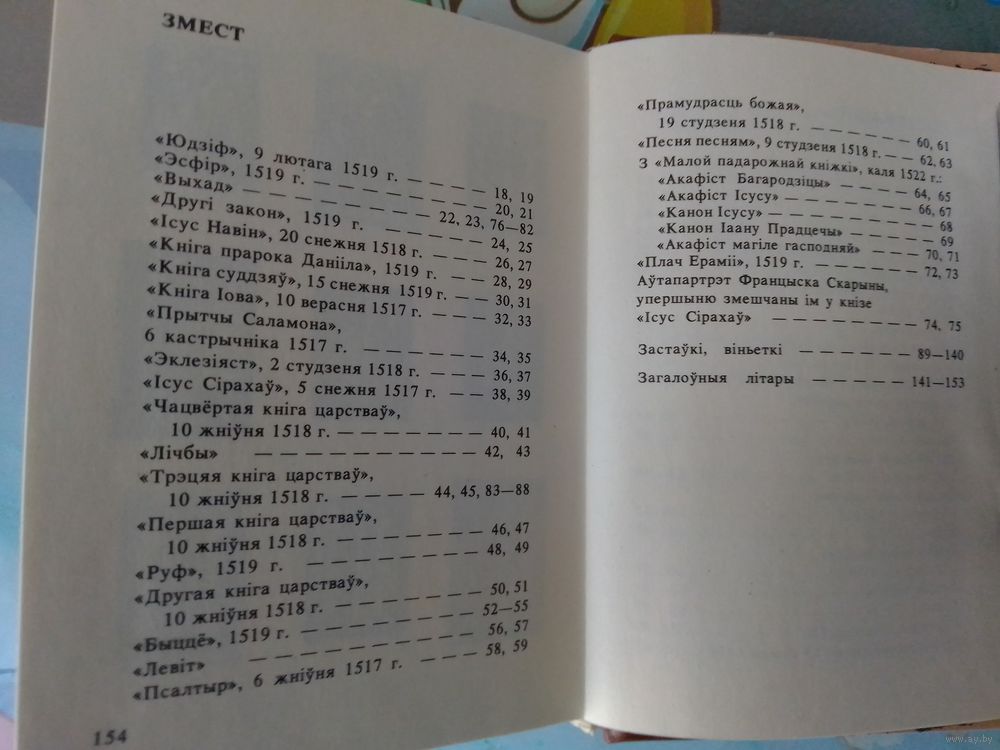 ЗМЕСТ
«Юдзіф», 9 лютага 1519 г. — — — — 18, 19
«Эсфір», 1519 г. — — — — — — — 20, 21
«Выхад» — — — — — — — 22, 23, 76—82
«Другі закон», 1519 г. — — — — — 24, 25
«Ісус Навін», 20 снежня 1518 г. — — — 26, 27
«Кніга прарока Данііла», 1519 г. — — — 28, 29
«Кніга суддзяў», 15 снежня 1519 г. — — 30, 31
«Кніга Іова», 10 верасня 1517 г. — — — 32, 33
«Прытчы Саламона»,
6 кастрычніка 1517 г. — — — — — — 34, 35
«Эклезіяст», 2 студзеня 1518 г. — — — 36, 37
«Ісус Сірахаў», 5 снежня 1517 г. — — 38, 39
«Чацвёртая кніга царстваў»,
10 жніўня 1518 г. — — — — — — — — 40, 41
«Лічбы» — — — — — — — — — 42, 43
«Трэцяя кніга царстваў»,
10 жніўня 1518 г. — — — — 44, 45, 83—88
«Першая кніга царстваў»,
10 жніўня 1518 г. — — — — — — — 46, 47
«Руф», 1519 г. — — — — — — — 48, 49
«Другая кніга царстваў»,
10 жніўня 1518 г. — — — — — — — 50, 51
«Быццё», 1519 г. — — — — — — — 52—55
«Левіт» — — — — — — — — — 56, 57
«Псалтыр», 6 жніўня 1517 г. — — — 58, 59
154
«Прамудрасць божая»,
19 студзеня 1518 г. — — — — — — 60, 61
«Песня песням», 9 студзеня 1518 г. — — 62, 63
З «Малой падарожнай кніжкі», каля 1522 г.:
«Акафіст Багародзіцы» — — — — 64, 65
«Акафіст Ісусу» — — — — — — — 66, 67
«Канон Ісусу» — — — — — — — — 68
«Канон Іаану Прадцечы» — — — — — 69
«Акафіст магіле гасподняй» — — — 70, 71
«Плач Ераміі», 1519 г. — — — — — — 72, 73
Аўтапартрэт Францыска Скарыны,
упершыню змешчаны ім у кнізе
«Ісус Сірахаў» — — — — — — — — 74, 75
Застаўкі, віньеткі — — — — — — 89—140
Загалоўныя літары — — — — — 141—153
www.ay.by